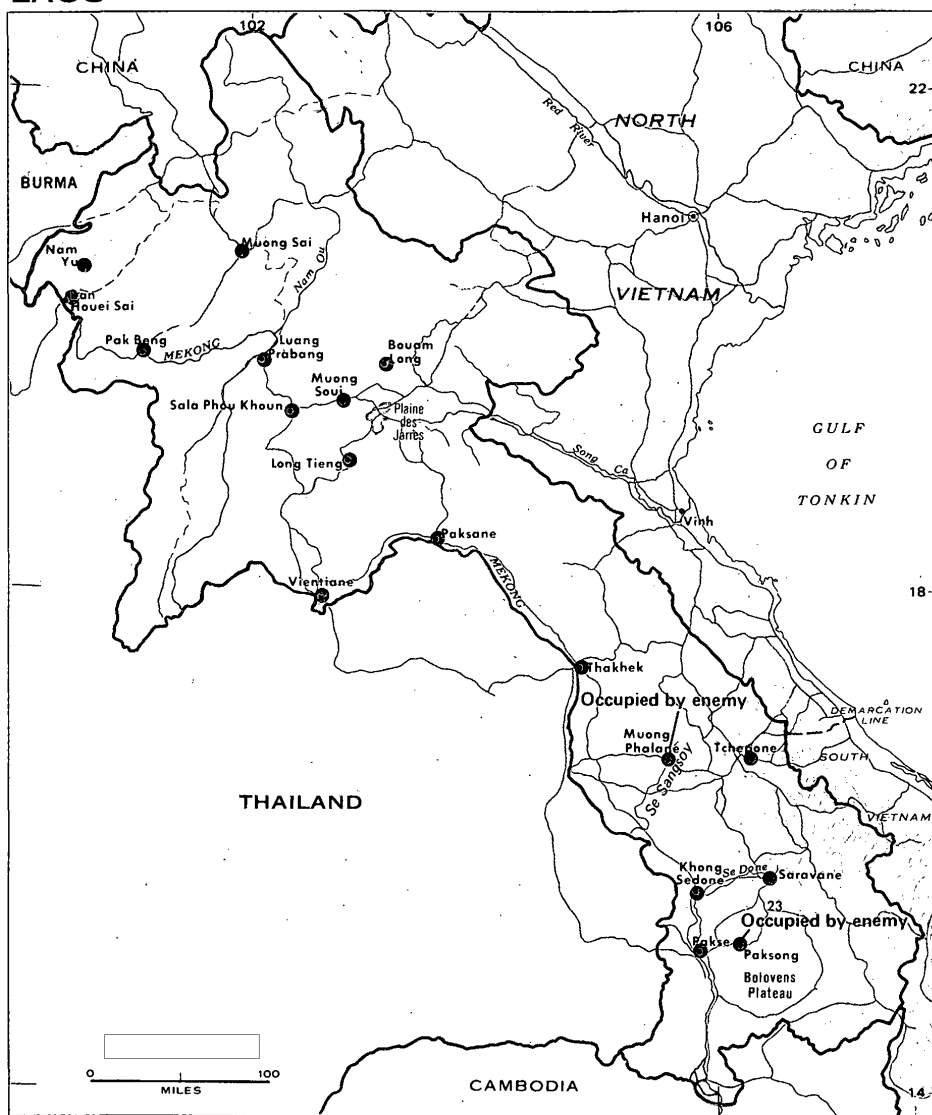 LAOS
102
106
CHINA
CHINA
22
Red River
NORTH
BURMA
Hanoi
Nam
Yu
Muong Sai
Nam Ou
VIETNAM
Ban
Houei Sai
Pak Beng
MEKONG
Luang
Prabang
Bouam
Long
Muong
Soui
Sala Phou Khoun
Plaine
des
Jarres
GULF
OF
TONKIN
Long Tieng
Song Ca
Vinh
Paksane
MEKONG
Vientiane
18
Thakhek
Occupied by enemy
DEMARCATION
LINE
Muong
Phalane
Tchepone
SOUTH
Se Sangsoy
THAILAND
VIETNAM
Khong
Sedone
Se Done
Saravane
23
Occupied by enemy
Pakse
Paksong
Bolovens
Plateau
0
100
MILES
CAMBODIA
14